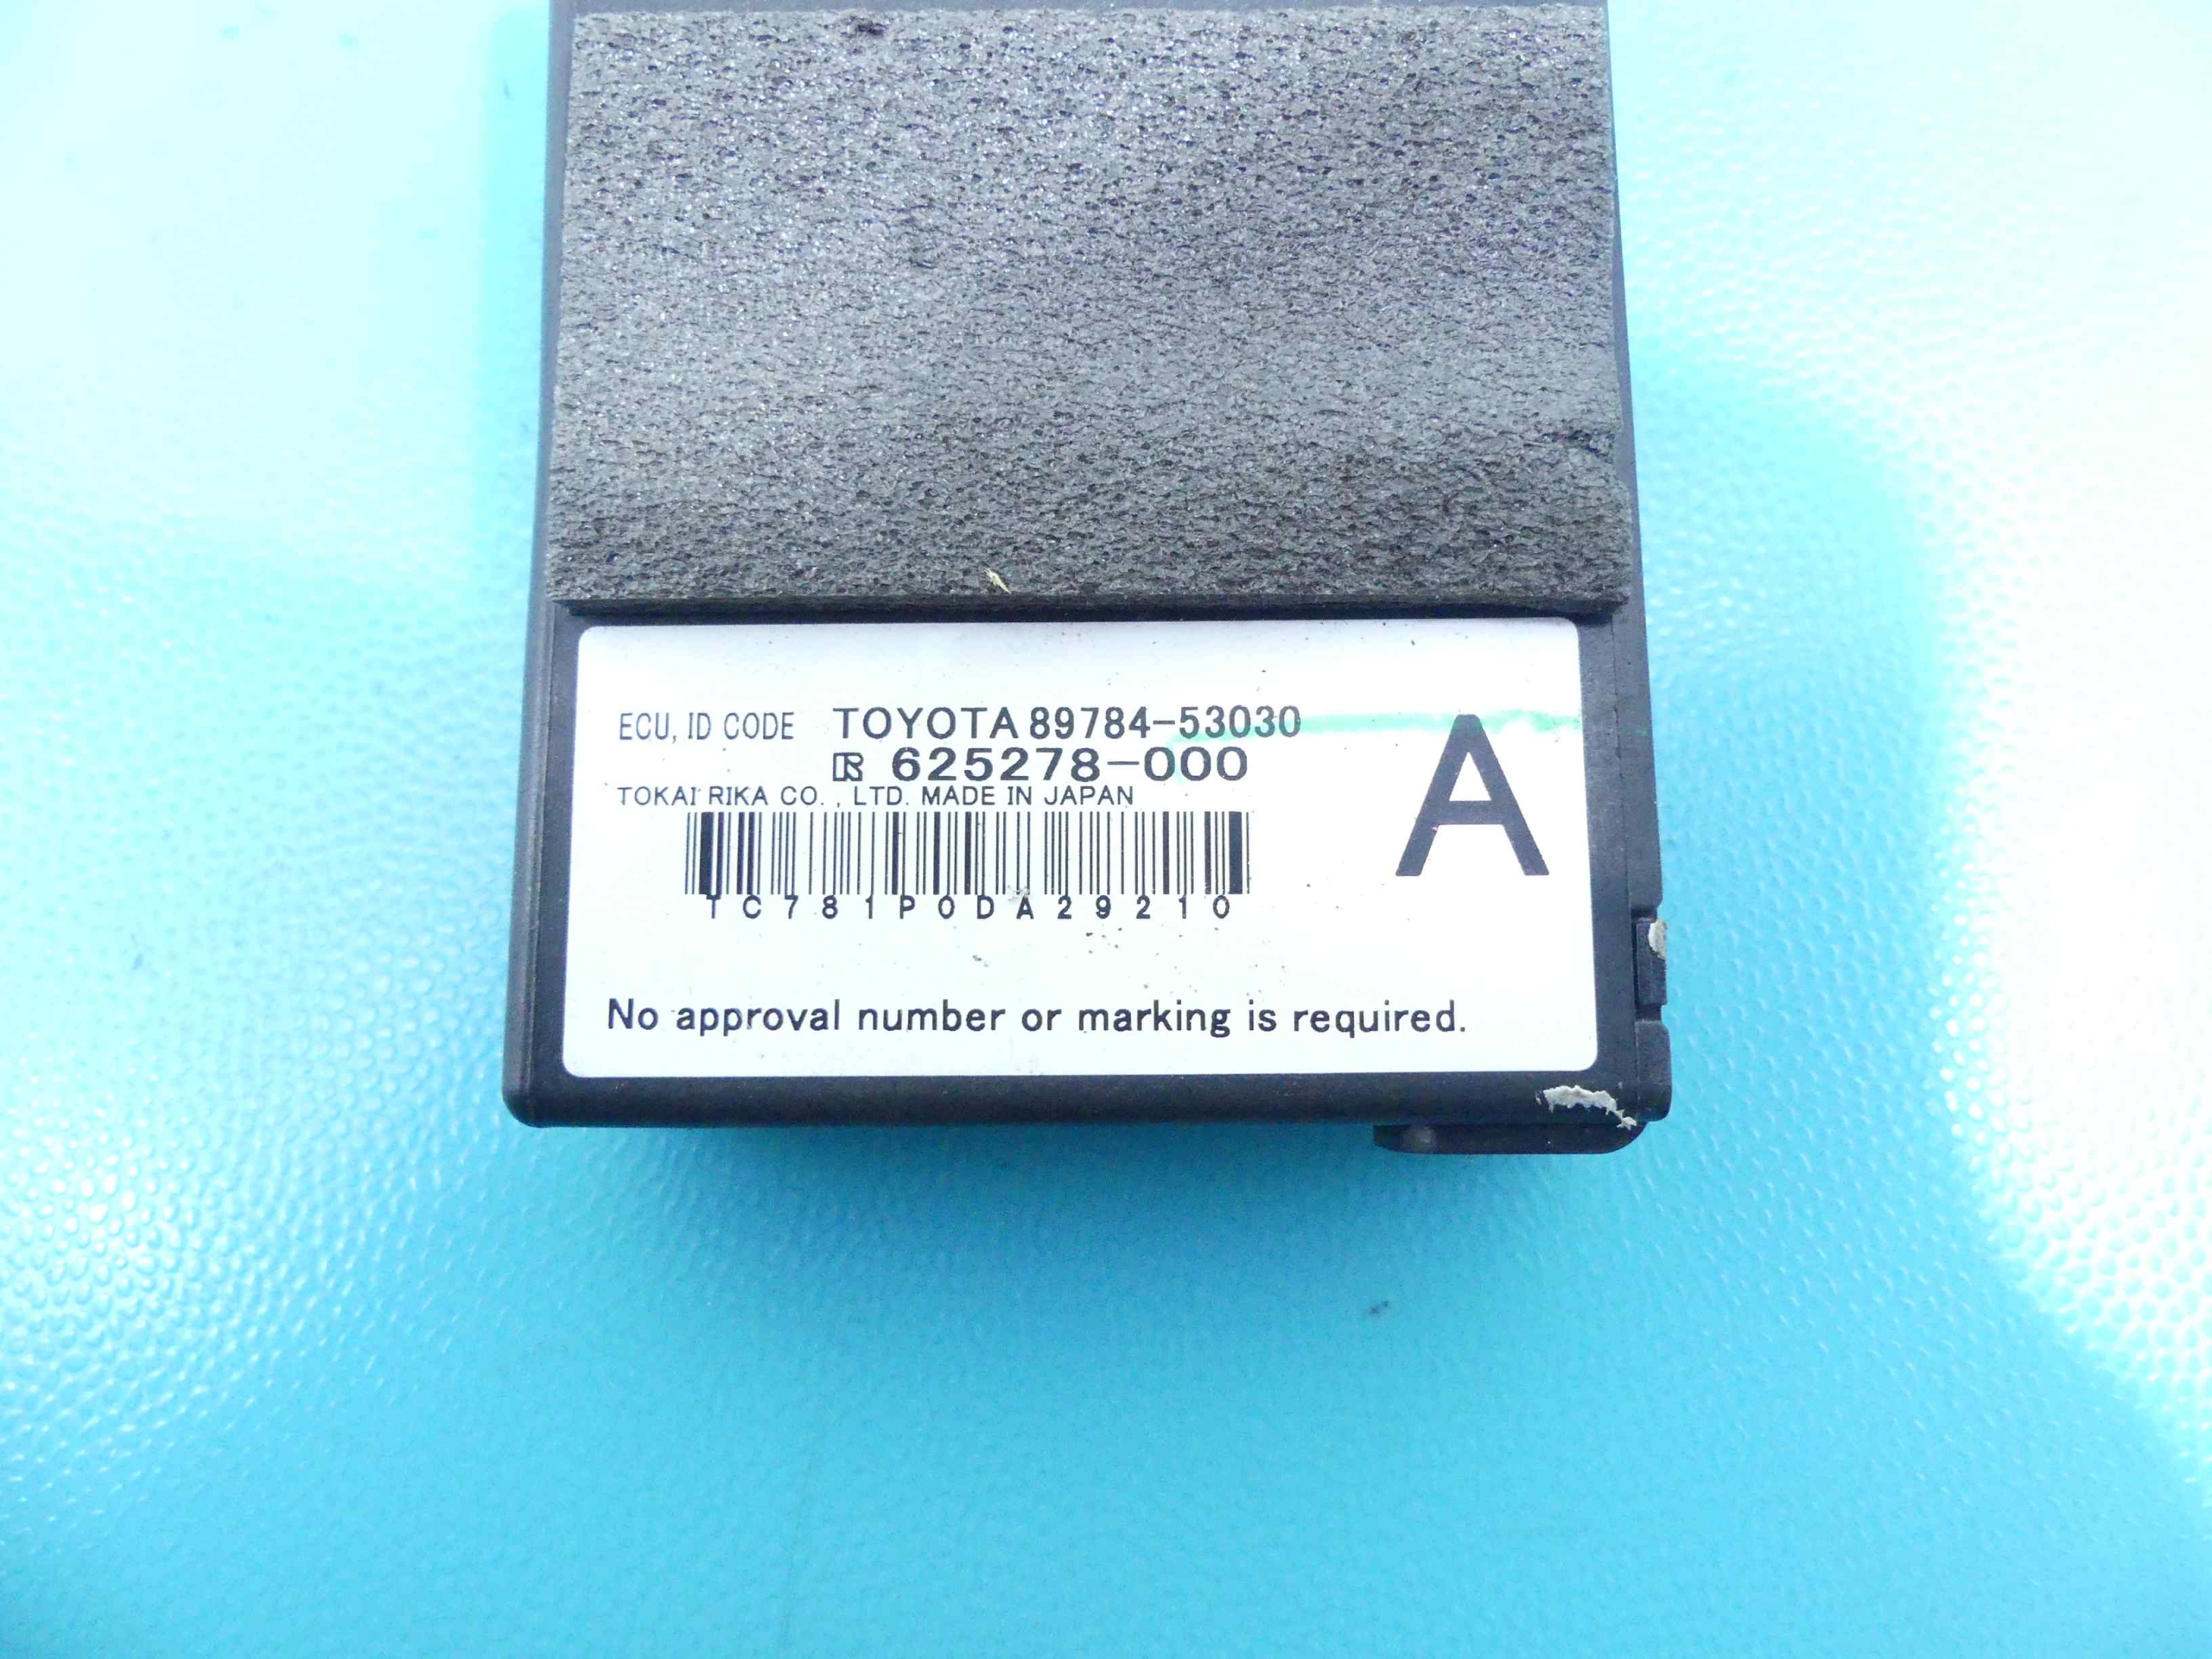 ECU, ID CODE TOYOTA 89784-53030
R 625278-000
TOKAI RIKA CO., LTD. MADE IN JAPAN
A
TC781P0DA29210
No approval number or marking is required.